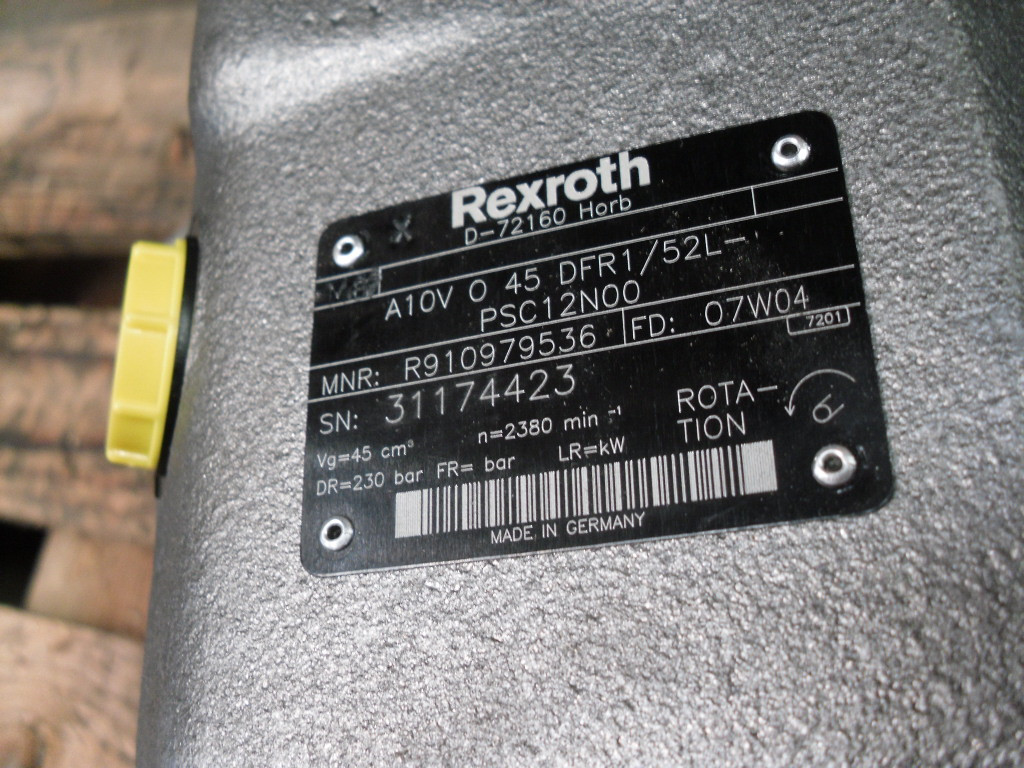 Rexroth
D-72160 Horb
A10V O 45 DFR1/52L-
PSC12N00
MNR: R910979536 FD: 07W04
7201
SN: 31174423
ROTA-
TION
Vg=45 cm³ n=2380 min⁻¹
DR=230 bar FR= bar LR=kW
MADE IN GERMANY